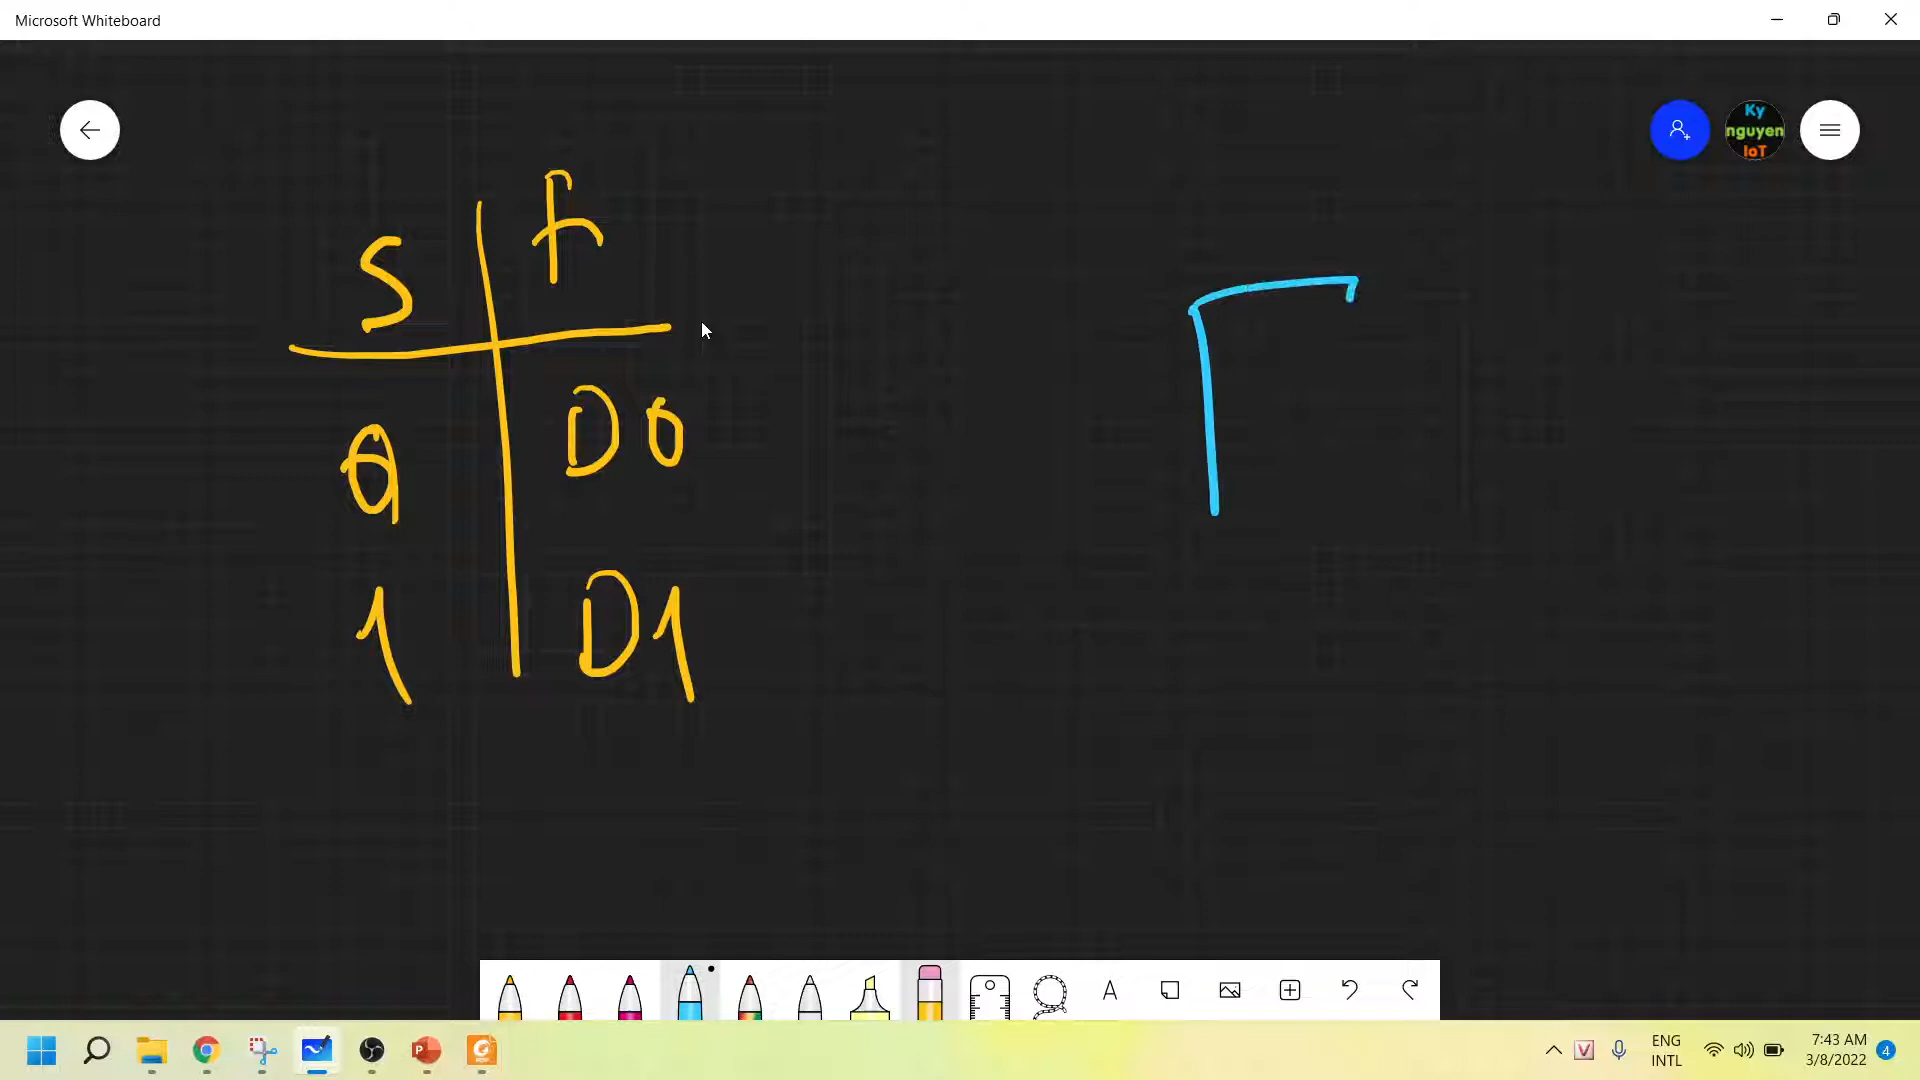 Microsoft Whiteboard
Ky
nguyen
IoT
S F
0 D0
1 D1
ENG
INTL
7:43 AM
3/8/2022
4